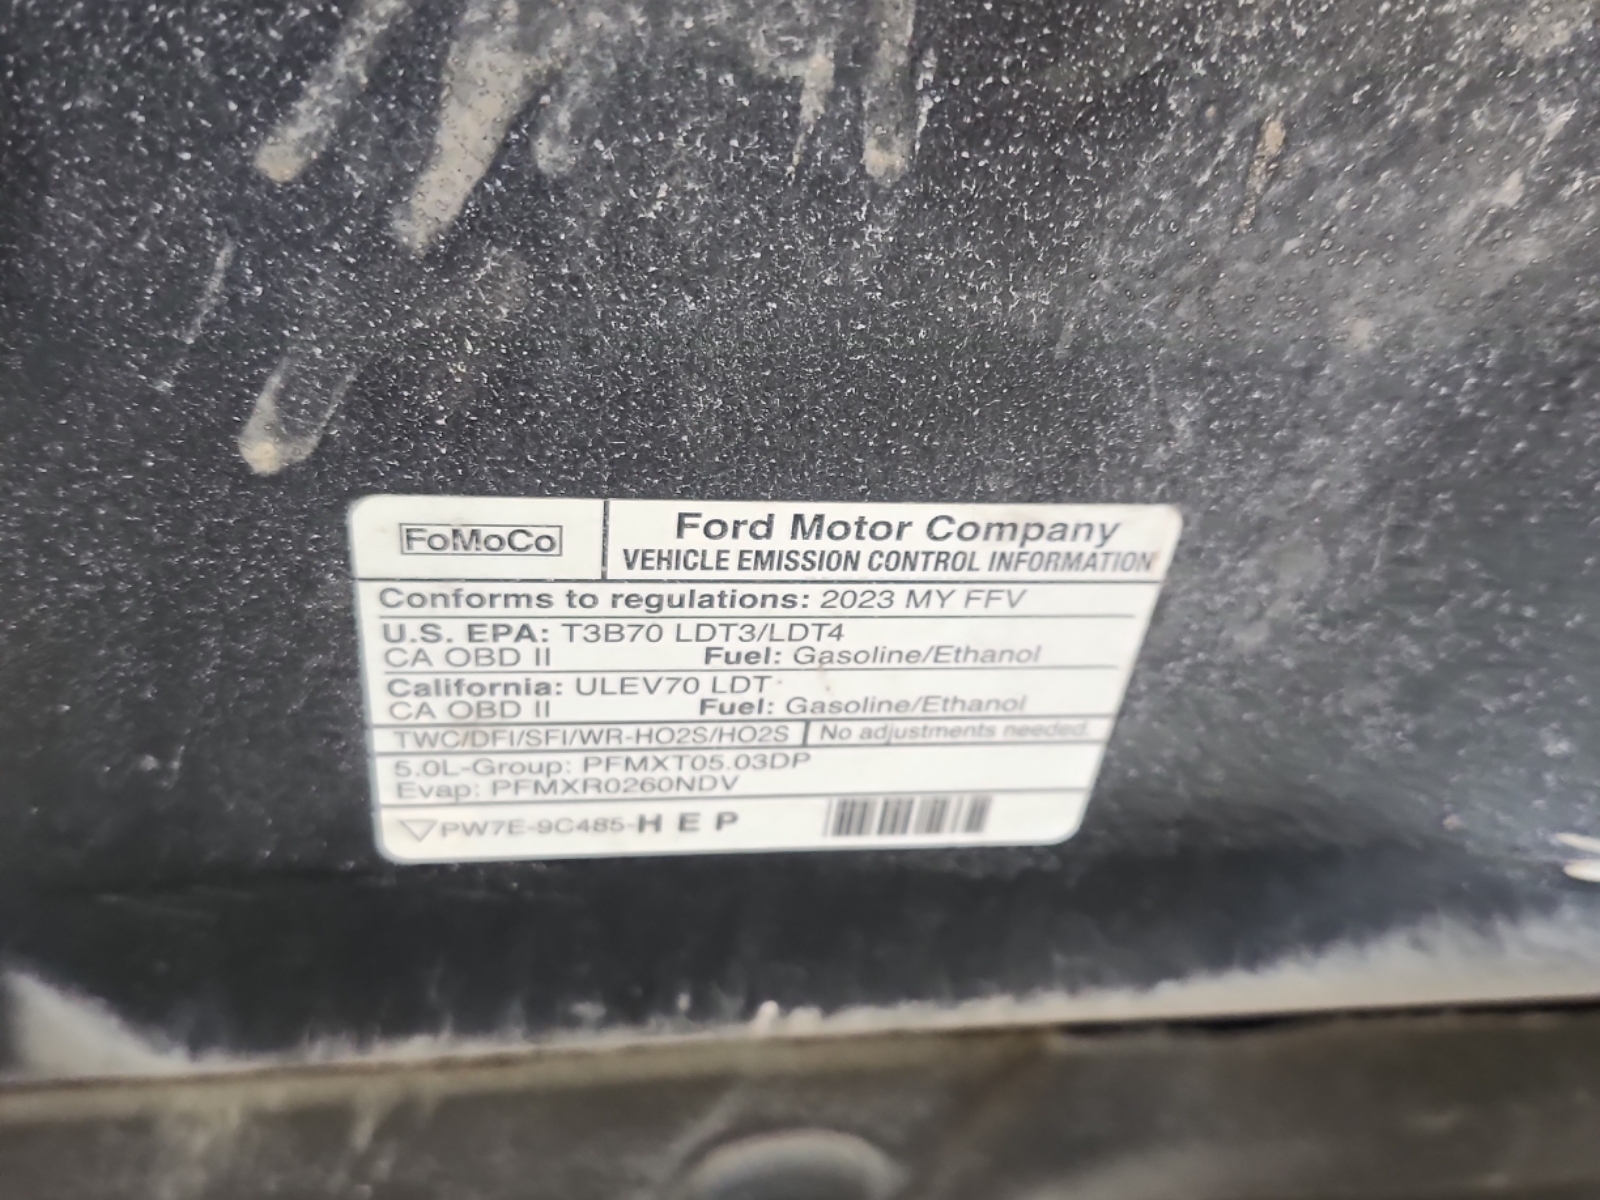 FoMoCo
Ford Motor Company
VEHICLE EMISSION CONTROL INFORMATION
Conforms to regulations: 2023 MY FFV
U.S. EPA: T3B70 LDT3/LDT4
CA OBD II Fuel: Gasoline/Ethanol
California: ULEV70 LDT
CA OBD II Fuel: Gasoline/Ethanol
TWC/DFI/SFI/WR-HO2S/HO2S No adjustments needed.
5.0L-Group: PFMXT05.03DP
Evap: PFMXR0260NDV
PW7E-9C485-H E P